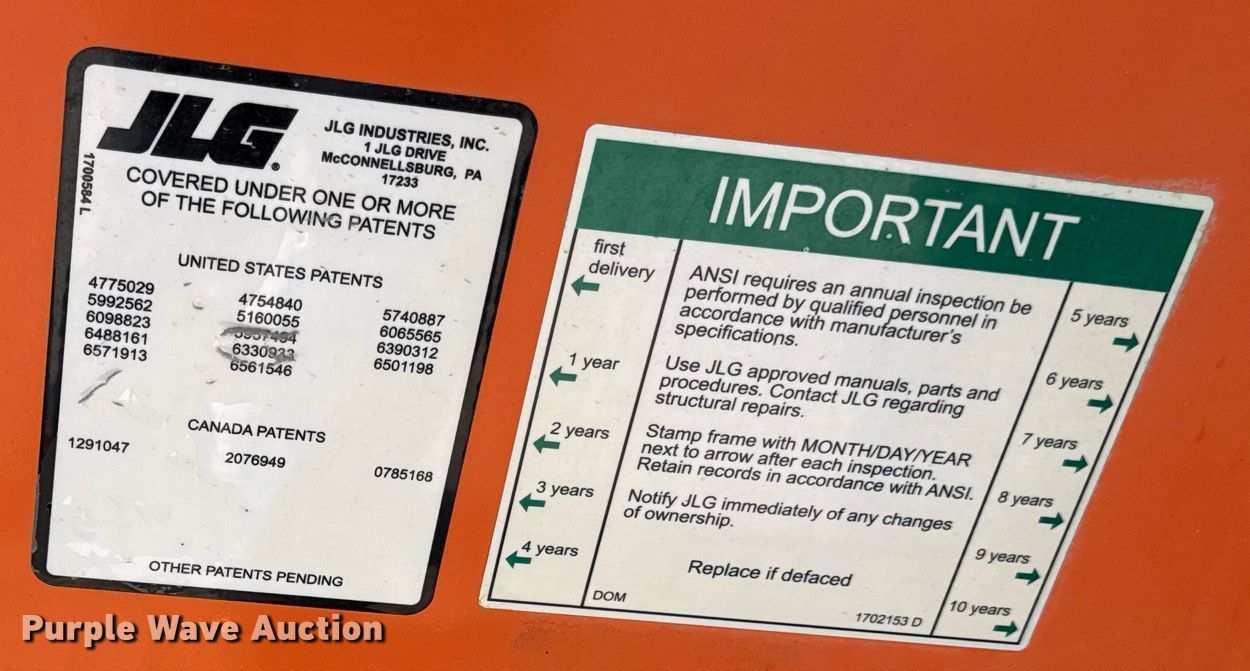 JLG
JLG INDUSTRIES, INC.
1 JLG DRIVE
McCONNELLSBURG, PA
17233
1700584 L
COVERED UNDER ONE OR MORE
OF THE FOLLOWING PATENTS
UNITED STATES PATENTS
4775029 4754840 5740887
5992562 5160055 6065565
6098823 6390312
6488161 6501198
6571913 6561546
CANADA PATENTS
1291047 2076949 0785168
OTHER PATENTS PENDING
IMPORTANT
first
delivery
1 year
2 years
3 years
4 years
ANSI requires an annual inspection be
performed by qualified personnel in
accordance with manufacturer's
specifications.
Use JLG approved manuals, parts and
procedures. Contact JLG regarding
structural repairs.
Stamp frame with MONTH/DAY/YEAR
next to arrow after each inspection.
Retain records in accordance with ANSI.
Notify JLG immediately of any changes
of ownership.
Replace if defaced
DOM
1702153 D
5 years
6 years
7 years
8 years
9 years
10 years
Purple Wave Auction